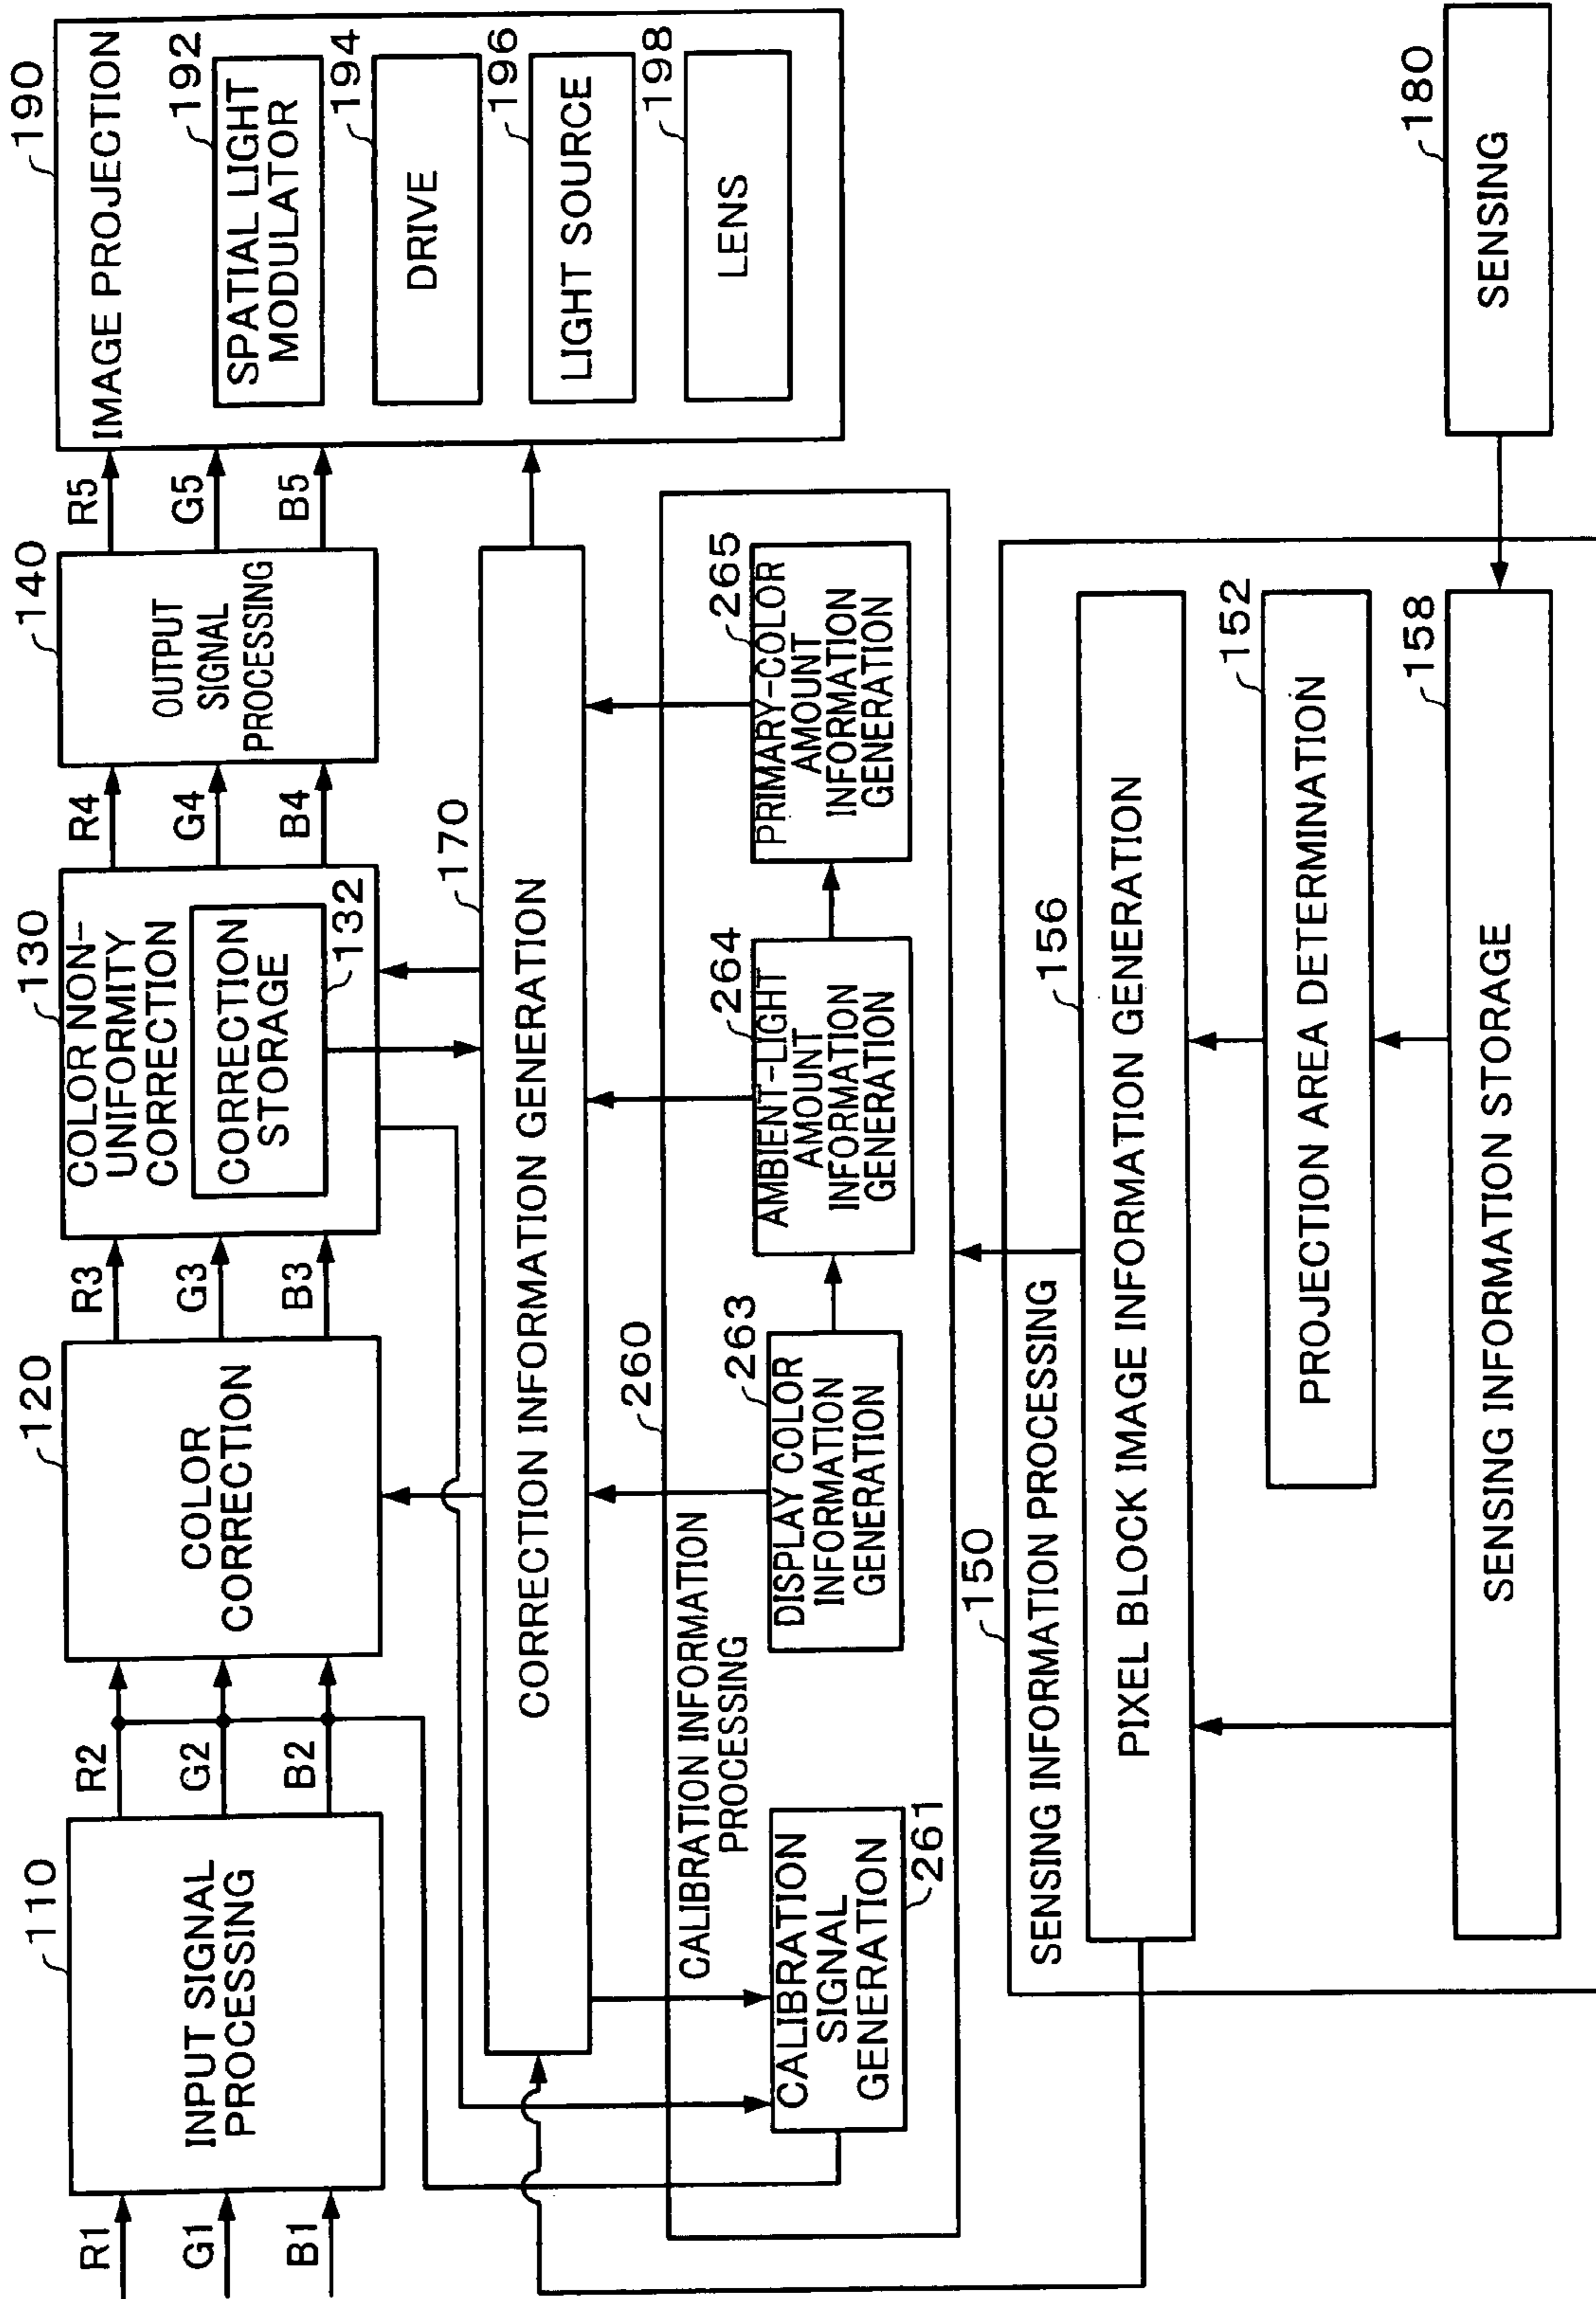 R1
G1
B1
110
INPUT SIGNAL
PROCESSING
R2
G2
B2
120
COLOR
CORRECTION
R3
G3
B3
130
COLOR NON-
UNIFORMITY
CORRECTION
CORRECTION
STORAGE
132
R4
G4
B4
140
OUTPUT
SIGNAL
PROCESSING
R5
G5
B5
190
IMAGE PROJECTION
192
SPATIAL LIGHT
MODULATOR
194
DRIVE
196
LIGHT SOURCE
198
LENS
170
CORRECTION INFORMATION GENERATION
260
CALIBRATION INFORMATION
PROCESSING
CALIBRATION
SIGNAL
GENERATION
261
263
DISPLAY COLOR
INFORMATION
GENERATION
264
AMBIENT-LIGHT
AMOUNT
INFORMATION
GENERATION
265
PRIMARY-COLOR
AMOUNT
INFORMATION
GENERATION
150
SENSING INFORMATION PROCESSING
156
PIXEL BLOCK IMAGE INFORMATION GENERATION
152
PROJECTION AREA DETERMINATION
158
SENSING INFORMATION STORAGE
180
SENSING